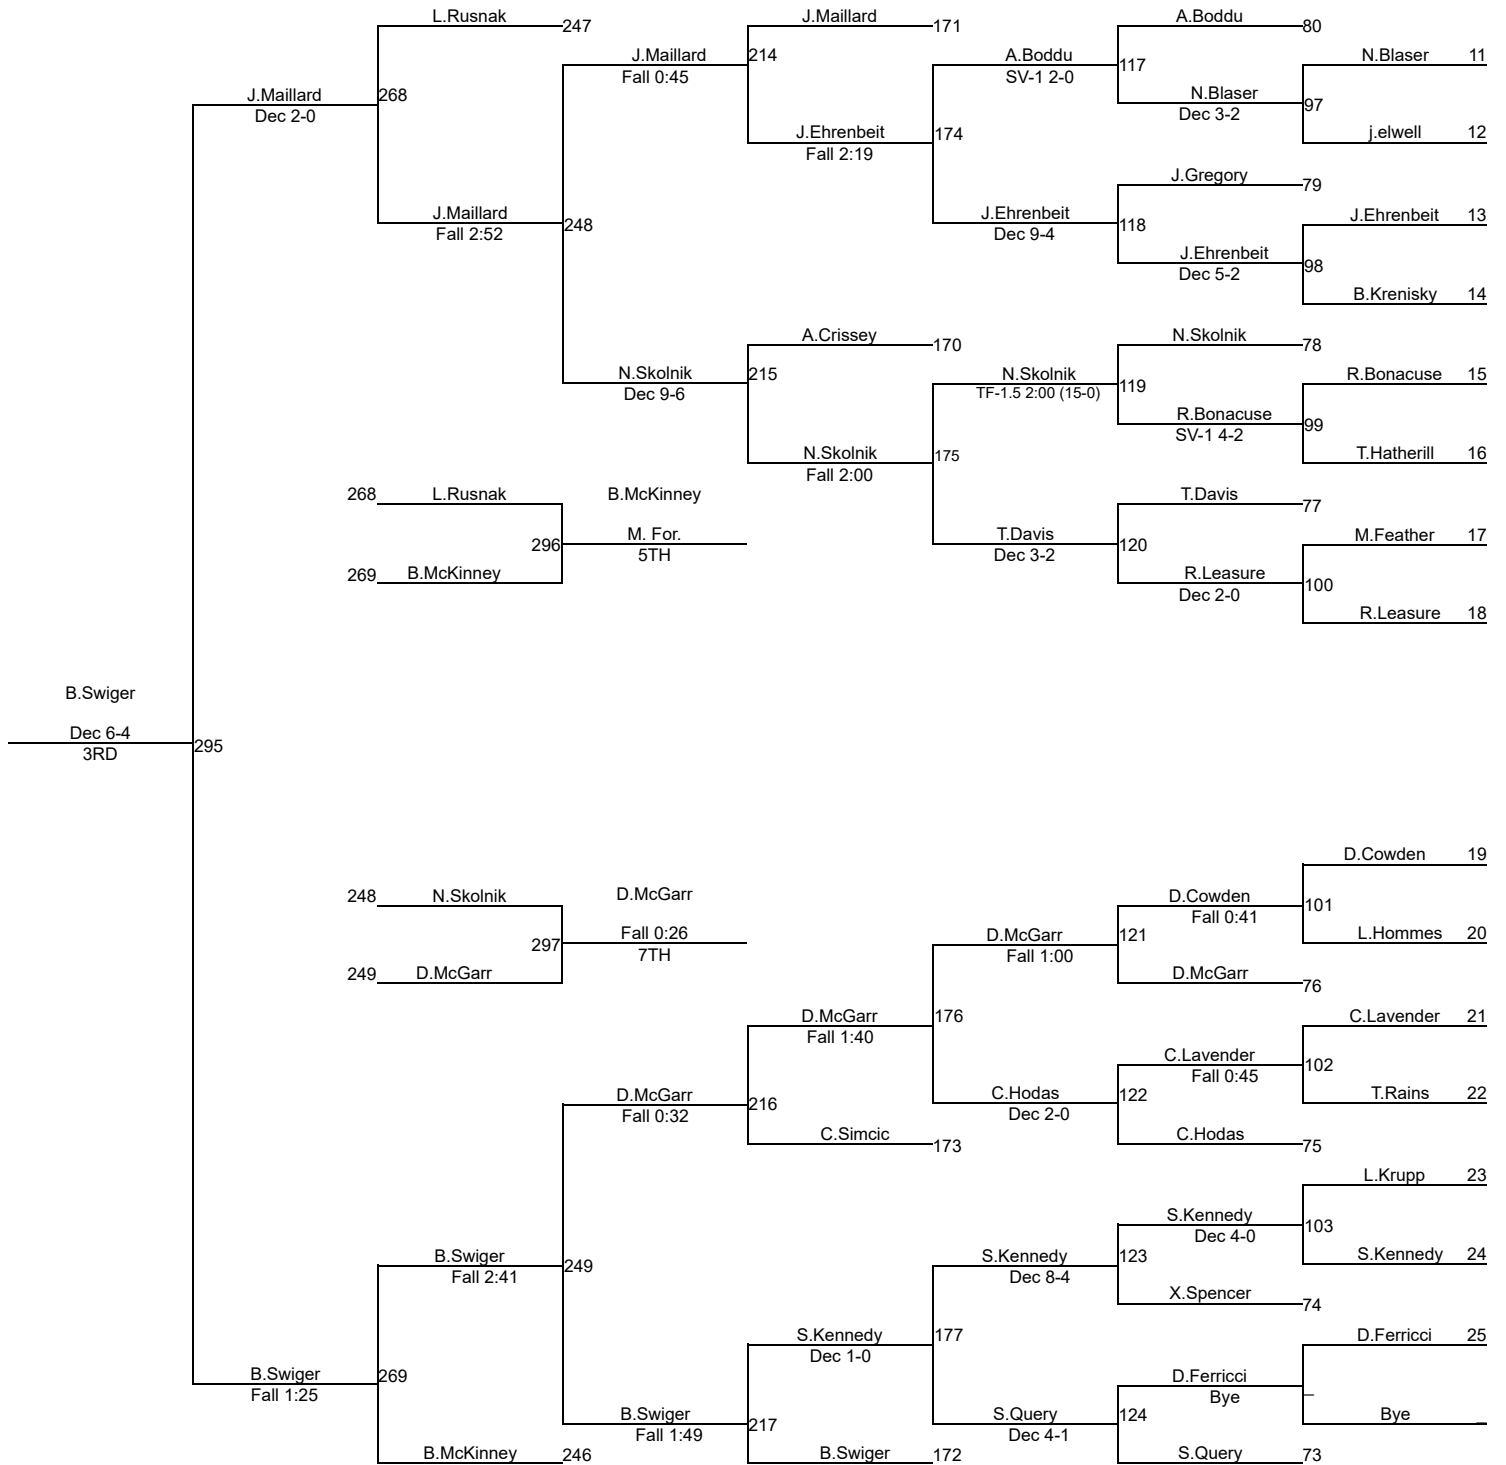 L.Rusnak 247 J.Maillard 171 A.Boddu 80
J.Maillard 214 A.Boddu 117 N.Blaser 11
Fall 0:45 SV-1 2-0
J.Maillard 268 N.Blaser 97
Dec 2-0 Dec 3-2
J.Ehrenbeit 174 j.elwell 12
Fall 2:19
J.Gregory 79
J.Maillard 248 J.Ehrenbeit 118 J.Ehrenbeit 13
Fall 2:52 Dec 9-4
J.Ehrenbeit 98
Dec 5-2
B.Krenisky 14
A.Crissey 170 N.Skolnik 78
N.Skolnik 215 N.Skolnik 119 R.Bonacuse 15
Dec 9-6 TF-1.5 2:00 (15-0)
R.Bonacuse 99
SV-1 4-2
N.Skolnik 175 T.Hatherill 16
Fall 2:00
268 L.Rusnak B.McKinney T.Davis 77
296 M. For. T.Davis 120 M.Feather 17
5TH Dec 3-2
269 B.McKinney R.Leasure 100
Dec 2-0
R.Leasure 18
B.Swiger
Dec 6-4 295
3RD
D.Cowden 19
248 N.Skolnik D.McGarr D.Cowden 101
Fall 0:41
297 Fall 0:26 D.McGarr 121 L.Hommes 20
7TH Fall 1:00
249 D.McGarr D.McGarr 76
D.McGarr 176 C.Lavender 21
Fall 1:40
C.Lavender 102
Fall 0:45
D.McGarr 216 C.Hodas 122 T.Rains 22
Fall 0:32 Dec 2-0
C.Simcic 173 C.Hodas 75
L.Krupp 23
S.Kennedy 103
Dec 4-0
B.Swiger 249 S.Kennedy 123 S.Kennedy 24
Fall 2:41 Dec 8-4
X.Spencer 74
S.Kennedy 177 D.Ferricci 25
Dec 1-0
B.Swiger 269 D.Ferricci _
Fall 1:25 Bye
B.Swiger 217 S.Query 124 Bye _
Fall 1:49 Dec 4-1
B.McKinney 246 B.Swiger 172 S.Query 73